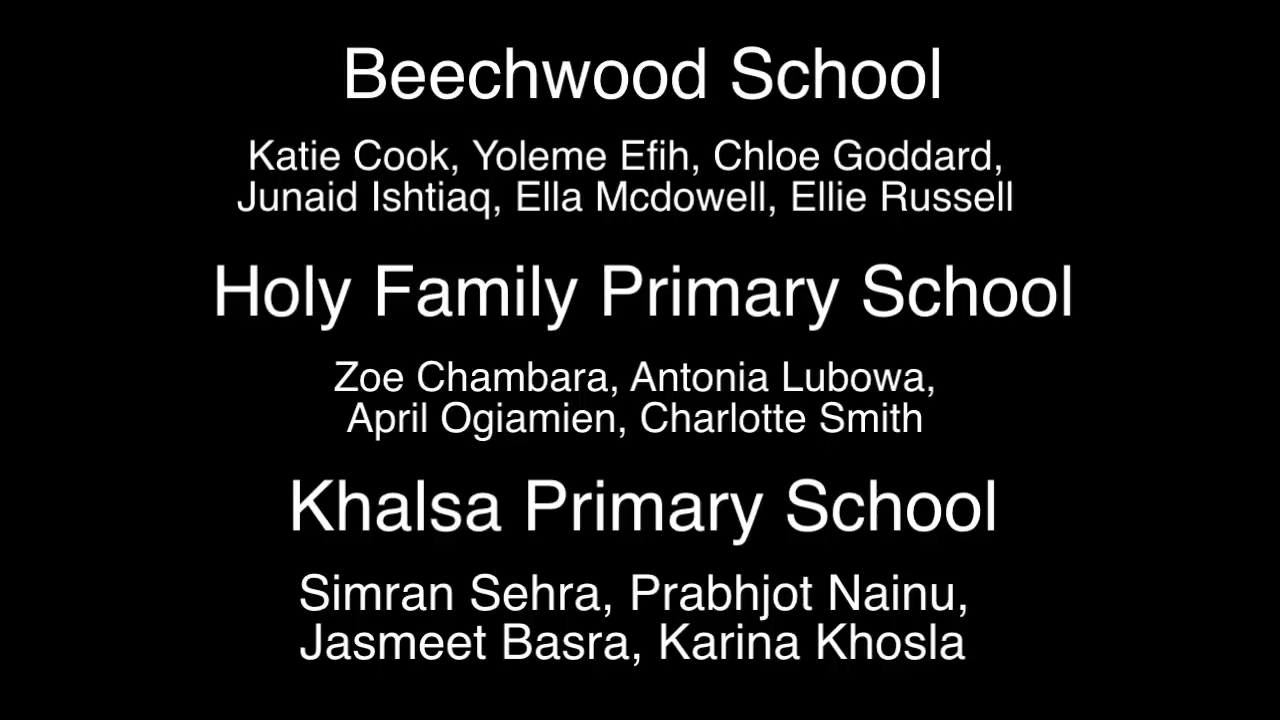 Beechwood School
Katie Cook, Yoleme Efih, Chloe Goddard,
Junaid Ishtiaq, Ella Mcdowell, Ellie Russell
Holy Family Primary School
Zoe Chambara, Antonia Lubowa,
April Ogiamien, Charlotte Smith
Khalsa Primary School
Simran Sehra, Prabhjot Nainu,
Jasmeet Basra, Karina Khosla